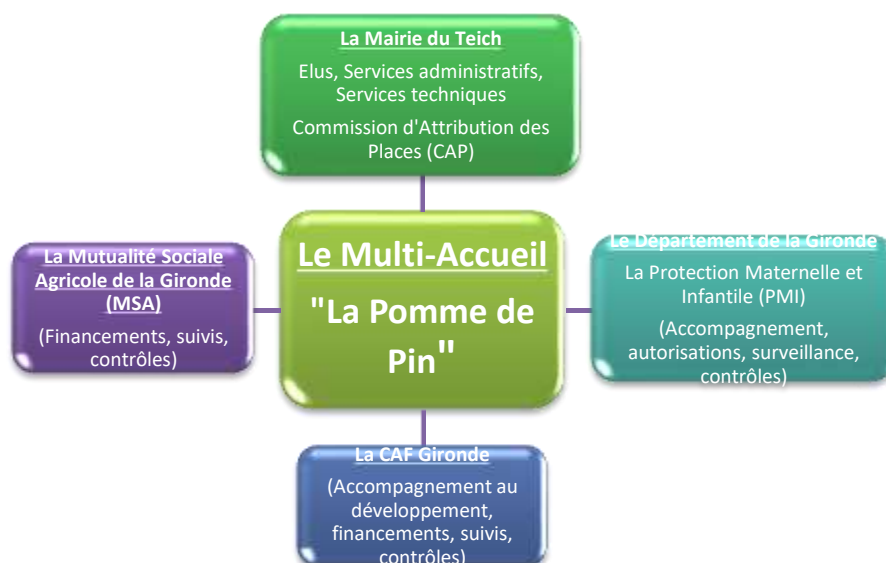 La Mairie du Teich
Elus, Services administratifs,
Services techniques
Commission d'Attribution des
Places (CAP)
La Mutualité Sociale
Agricole de la Gironde
(MSA)
(Financements, suivis,
contrôles)
Le Multi-Accueil
"La Pomme de
Pin"
Le Département de la Gironde
La Protection Maternelle et
Infantile (PMI)
(Accompagnement,
autorisations, surveillance,
contrôles)
La CAF Gironde
(Accompagnement au
développement,
financements, suivis,
contrôles)